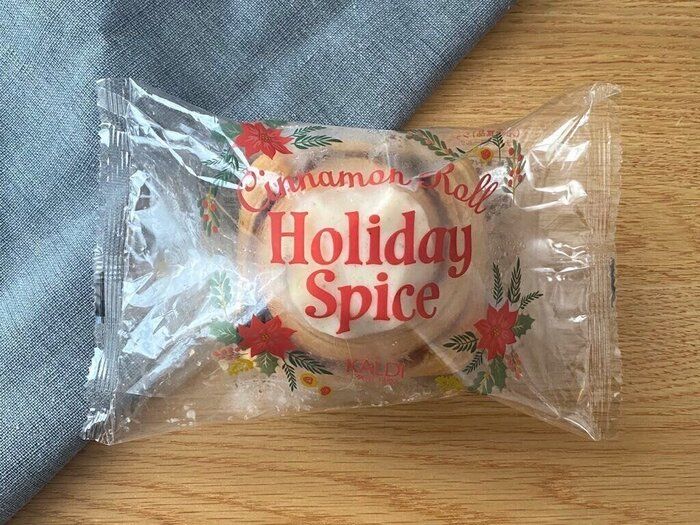 Cinnamon Roll
Holiday
Spice
KALDI